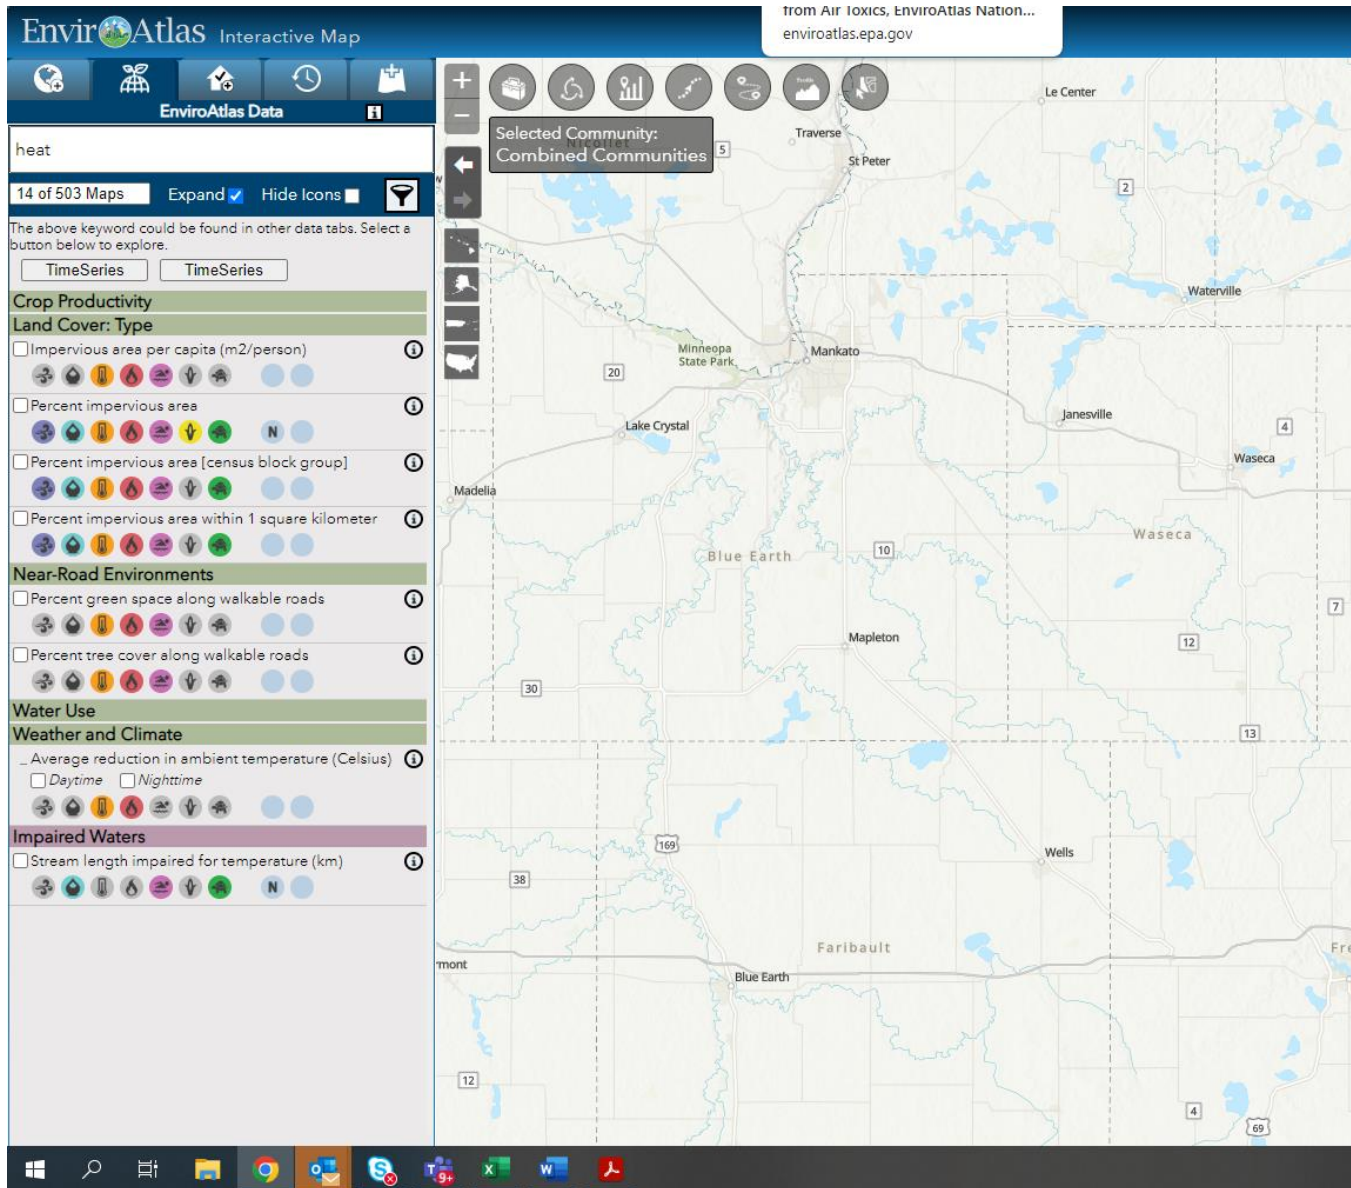 EnviroAtlas Interactive Map
from Air Toxics, EnviroAtlas Nation...
enviroatlas.epa.gov
EnviroAtlas Data
heat
14 of 503 Maps Expand Hide Icons
The above keyword could be found in other data tabs. Select a
button below to explore.
TimeSeries TimeSeries
Crop Productivity
Land Cover: Type
Impervious area per capita (m2/person)
Percent impervious area
N
Percent impervious area [census block group]
Percent impervious area within 1 square kilometer
Near-Road Environments
Percent green space along walkable roads
Percent tree cover along walkable roads
Water Use
Weather and Climate
Average reduction in ambient temperature (Celsius)
Daytime Nighttime
Impaired Waters
Stream length impaired for temperature (km)
N
Selected Community:
Combined Communities
Nicollet
5
Le Center
Traverse
St Peter
2
Waterville
Minneopa
State Park
Mankato
20
Janesville
Lake Crystal
4
Waseca
Madelia
Waseca
Blue Earth
10
7
Mapleton
12
30
13
169
Wells
38
Faribault
Fre
rmont
Blue Earth
12
4
69
9+